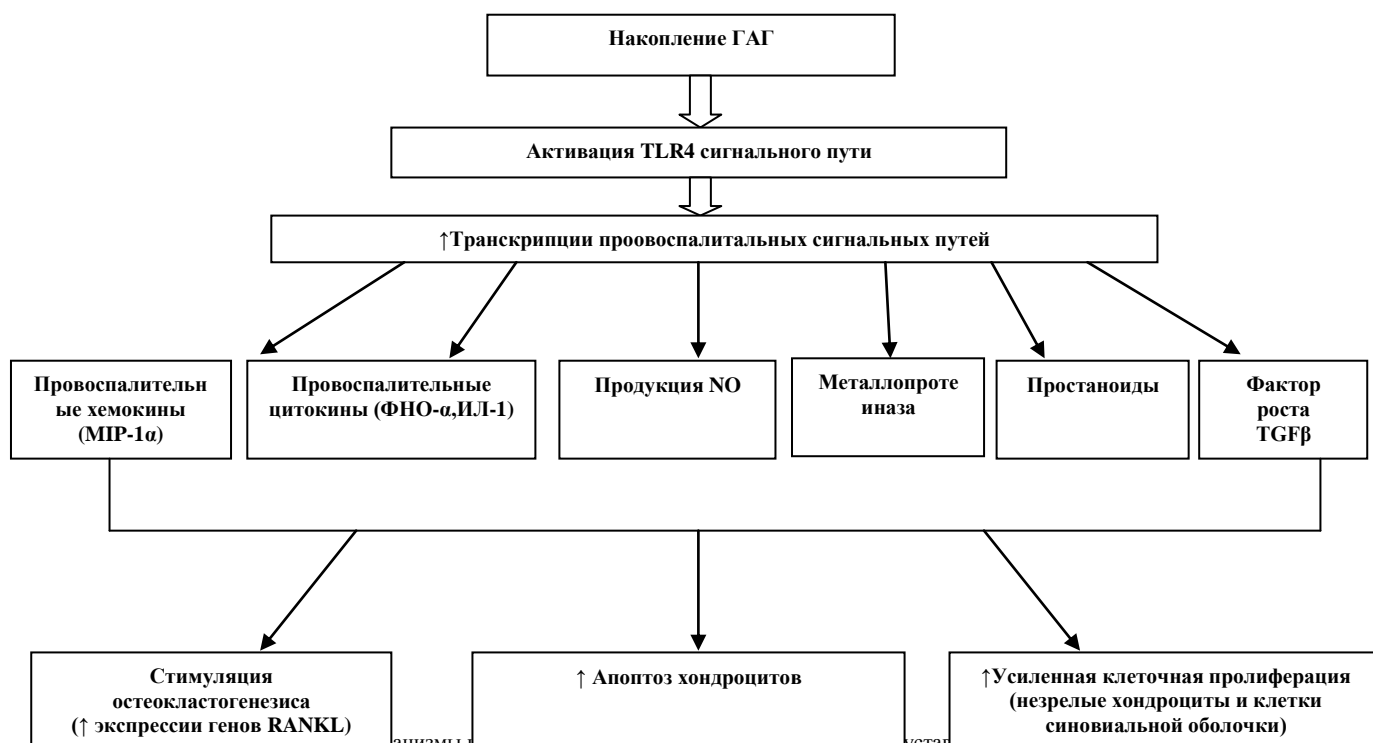 Накопление ГАГ
Активация TLR4 сигнального пути
↑Транскрипции проовоспалитальных сигнальных путей
Провоспалительн
ые хемокины
(MIP-1α)
Провоспалительные
цитокины (ФНО-α,ИЛ-1)
Продукция NO
Металлопроте
иназа
Простаноиды
Фактор
роста
TGFβ
Стимуляция
остеокластогенезиса
(↑ экспрессии генов RANKL)
↑ Апоптоз хондроцитов
↑Усиленная клеточная пролиферация
(незрелые хондроциты и клетки
синовиальной оболочки)